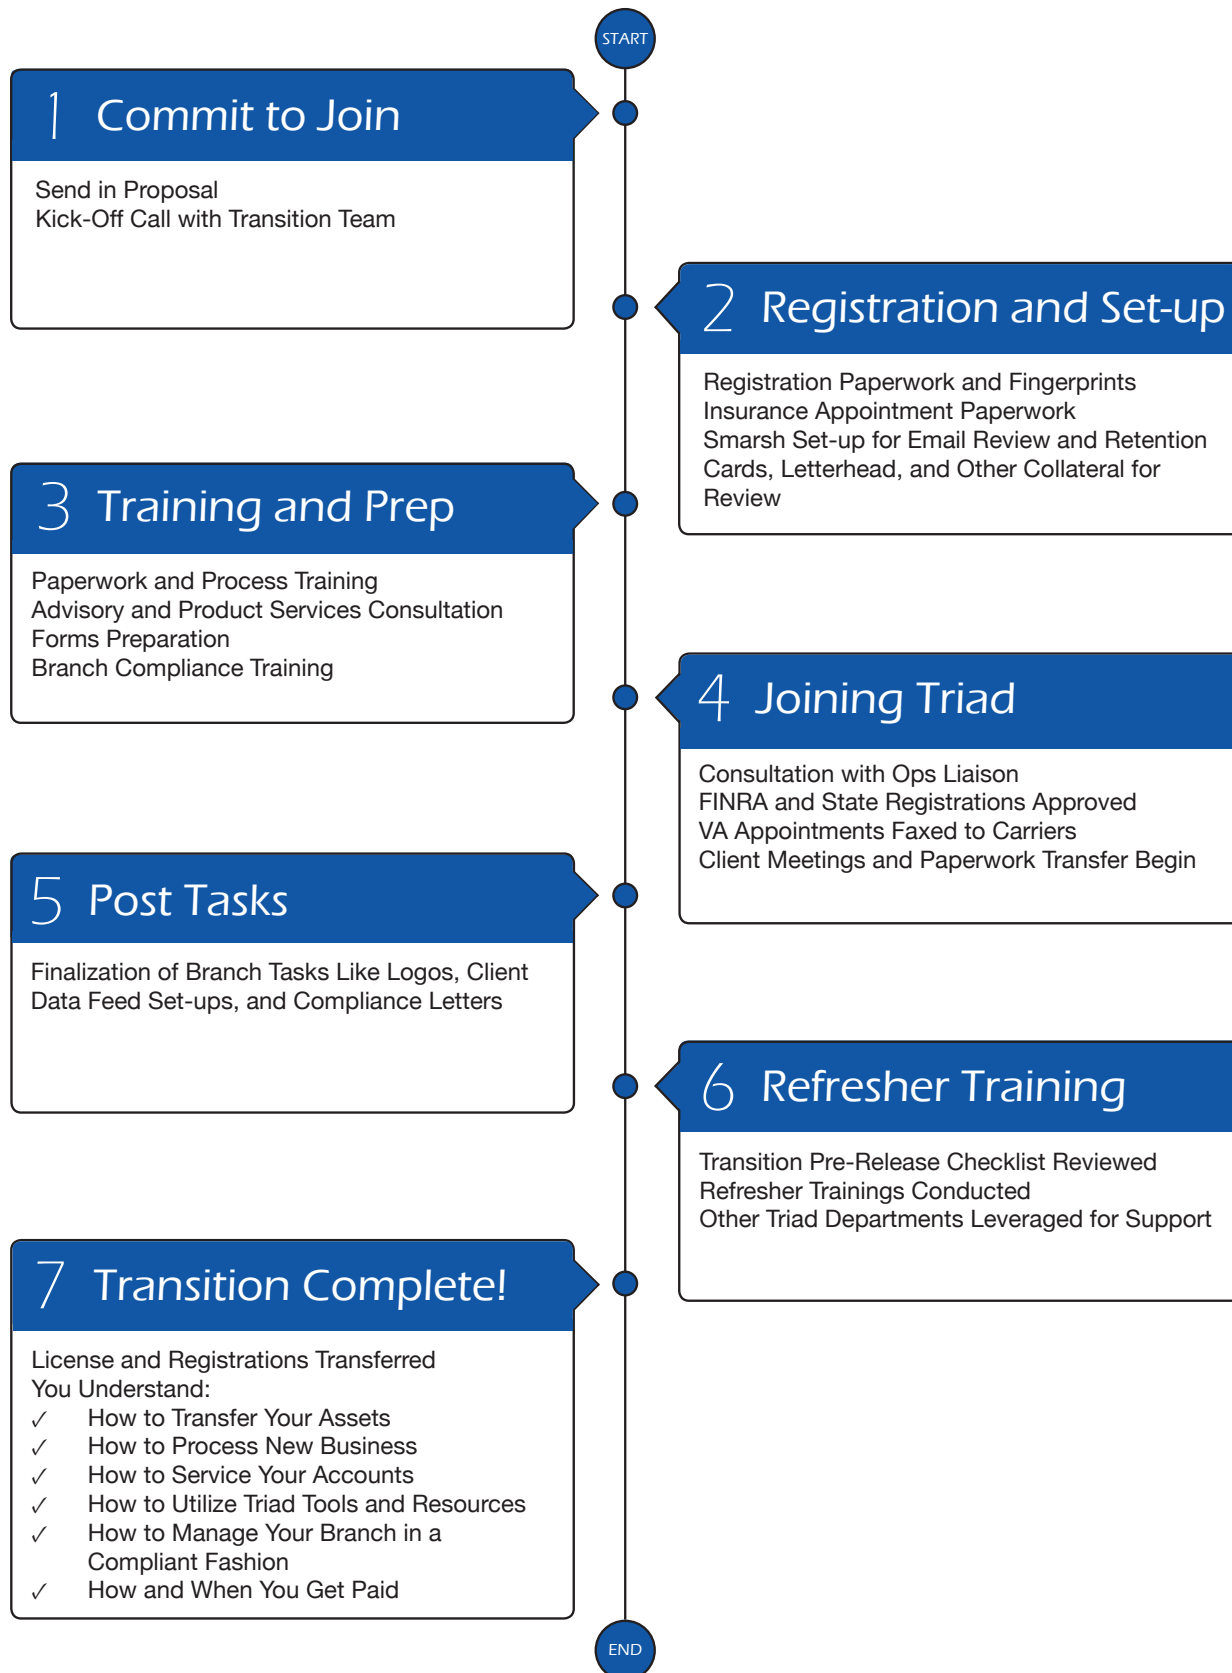 START
1 Commit to Join
Send in Proposal
Kick-Off Call with Transition Team
2 Registration and Set-up
Registration Paperwork and Fingerprints
Insurance Appointment Paperwork
Smarsh Set-up for Email Review and Retention
Cards, Letterhead, and Other Collateral for
Review
3 Training and Prep
Paperwork and Process Training
Advisory and Product Services Consultation
Forms Preparation
Branch Compliance Training
4 Joining Triad
Consultation with Ops Liaison
FINRA and State Registrations Approved
VA Appointments Faxed to Carriers
Client Meetings and Paperwork Transfer Begin
5 Post Tasks
Finalization of Branch Tasks Like Logos, Client
Data Feed Set-ups, and Compliance Letters
6 Refresher Training
Transition Pre-Release Checklist Reviewed
Refresher Trainings Conducted
Other Triad Departments Leveraged for Support
7 Transition Complete!
License and Registrations Transferred
You Understand:
✓ How to Transfer Your Assets
✓ How to Process New Business
✓ How to Service Your Accounts
✓ How to Utilize Triad Tools and Resources
✓ How to Manage Your Branch in a
Compliant Fashion
✓ How and When You Get Paid
END